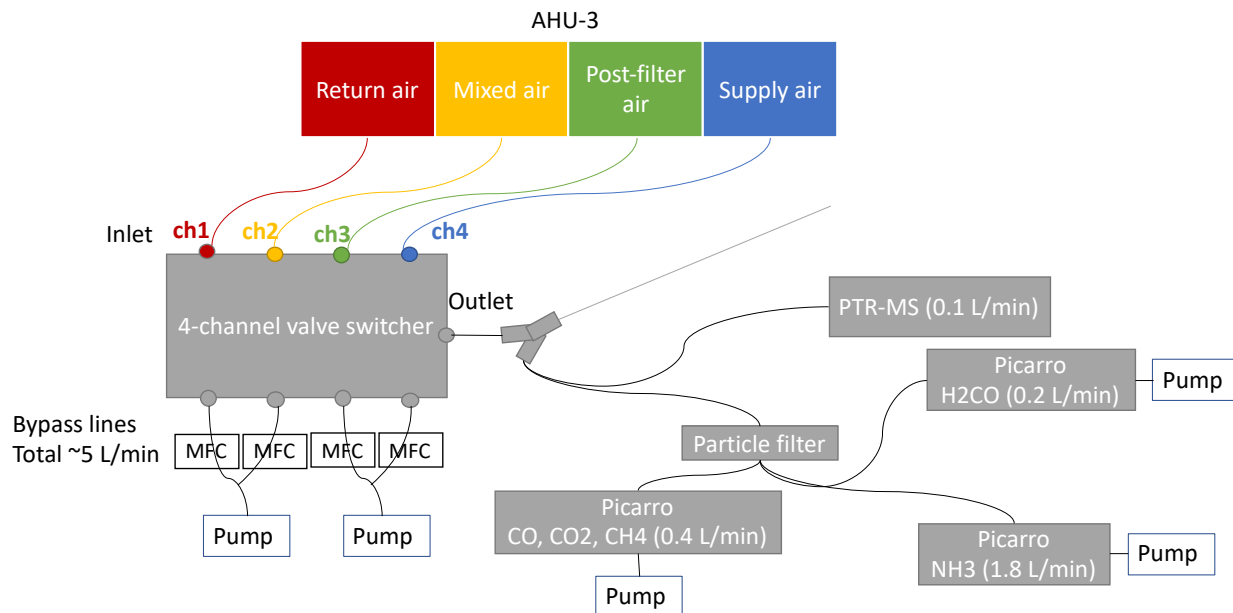 AHU-3
Return air
Mixed air
Post-filter
air
Supply air
Inlet
ch1
ch2
ch3
ch4
4-channel valve switcher
Outlet
PTR-MS (0.1 L/min)
Picarro
H2CO (0.2 L/min)
Pump
Bypass lines
Total ~5 L/min
MFC
MFC
MFC
MFC
Particle filter
Pump
Pump
Picarro
CO, CO2, CH4 (0.4 L/min)
Pump
Picarro
NH3 (1.8 L/min)
Pump